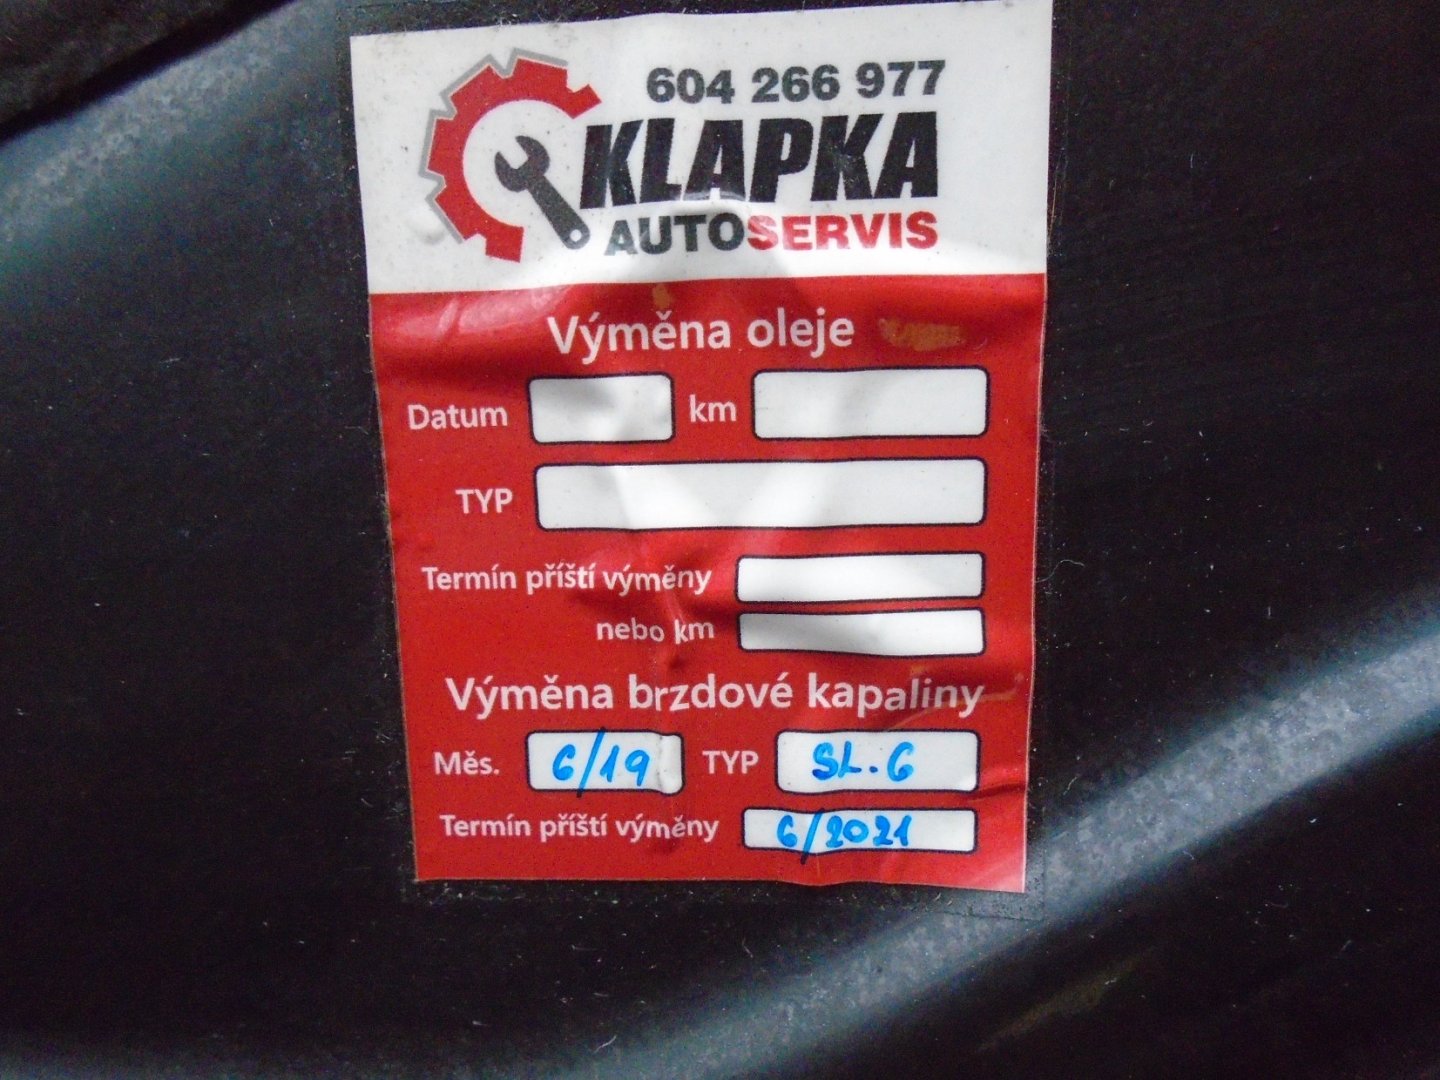 604 266 977
KLAPKA
AUTOSERVIS
Výměna oleje
Datum km
TYP
Termín příští výměny
nebo km
Výměna brzdové kapaliny
Měs. 6/19 TYP SL.6
Termín příští výměny 6/2021